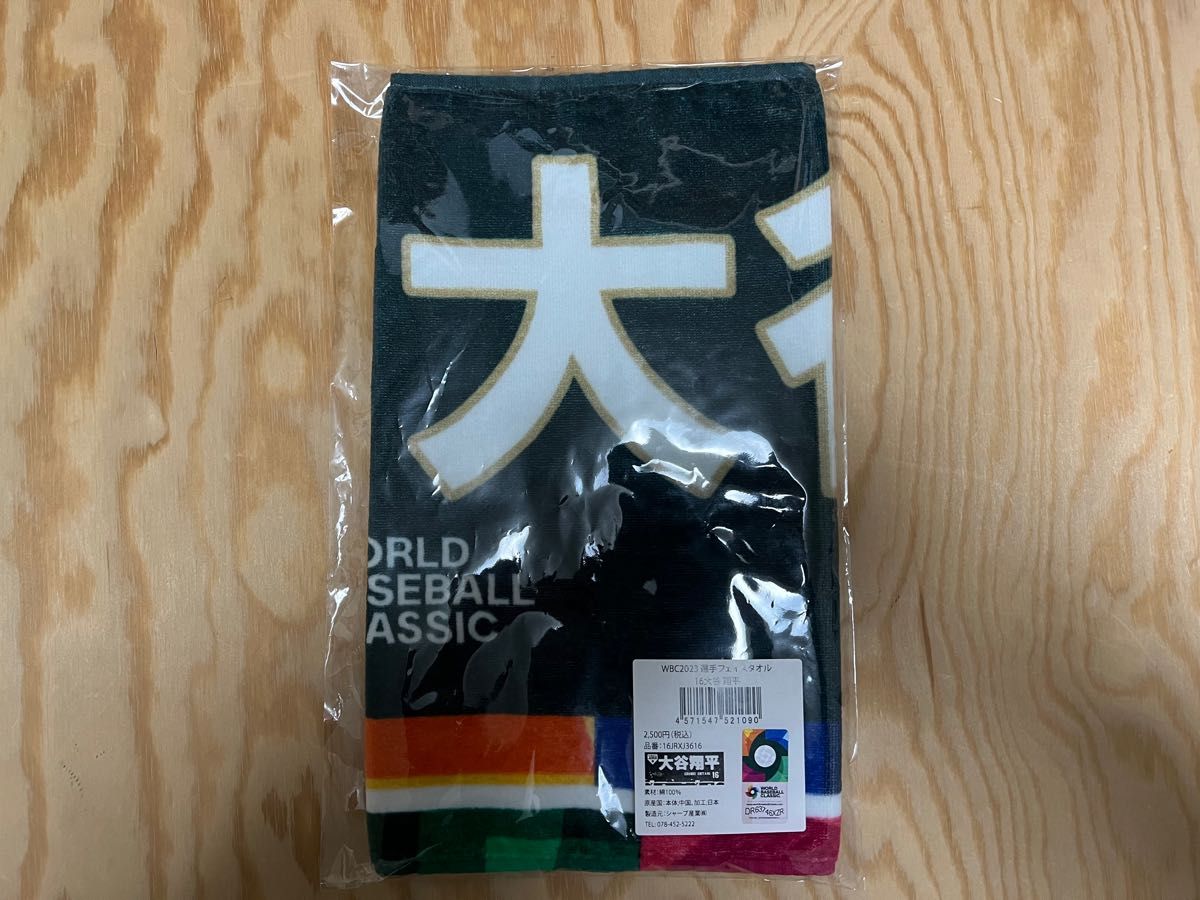 大
ORLD
SEBALL
ASSIC
WBC2023 選手フェイスタオル
16大谷 翔平
4 571547 521090
2,500円(税込)
品番:16JRXJ3616
大谷翔平
16
素材:綿100%
原産国:本体:中国、加工:日本
製造元:シャープ産業㈱
TEL: 078-452-5222
WORLD
BASEBALL
CLASSIC
DR63746XZR